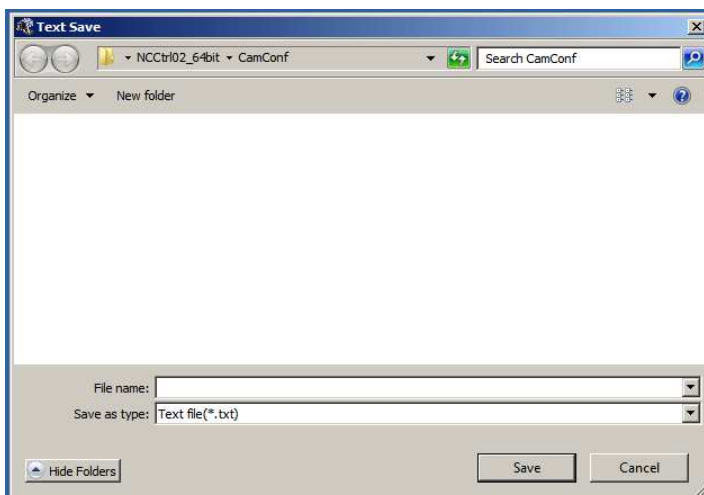 Text Save
NCCtrl02_64bit CamConf
Search CamConf
Organize New folder
File name:
Save as type: Text file(*.txt)
Hide Folders Save Cancel